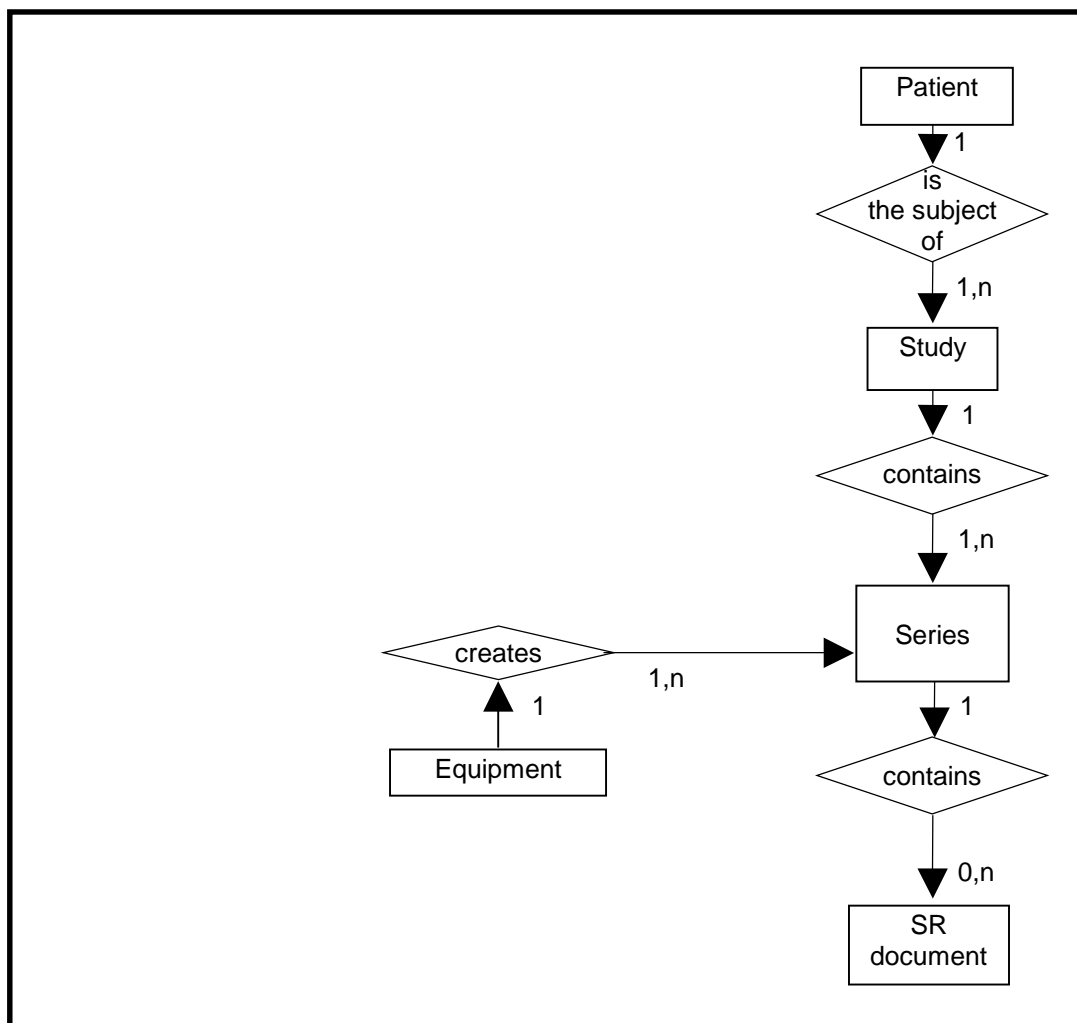 Patient
1
is
the subject
of
1,n
Study
1
contains
1,n
Series
creates
1,n
1
Equipment
1
contains
0,n
SR
document